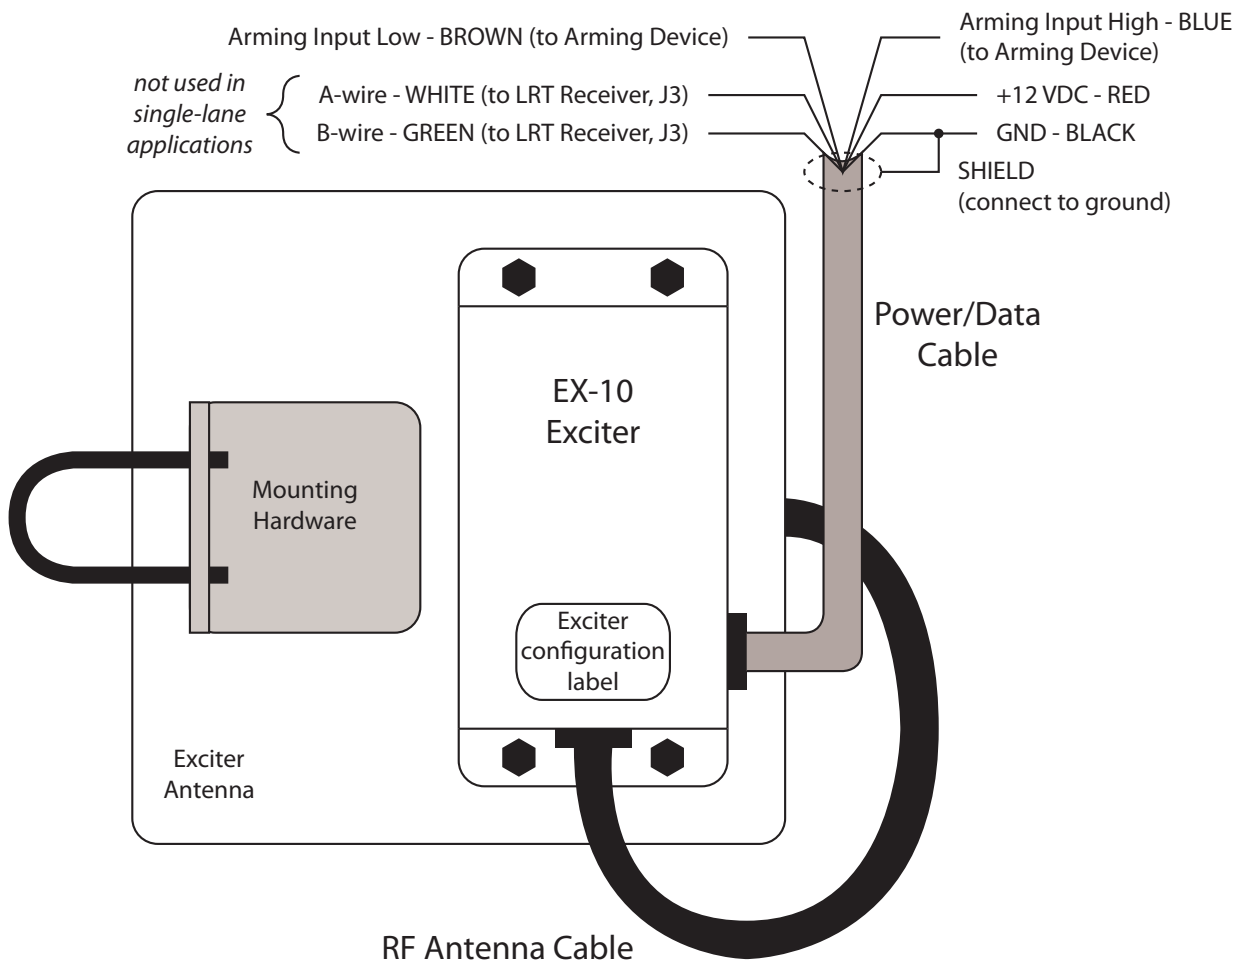 Arming Input Low - BROWN (to Arming Device)
Arming Input High - BLUE
(to Arming Device)
not used in
single-lane
applications
A-wire - WHITE (to LRT Receiver, J3)
B-wire - GREEN (to LRT Receiver, J3)
+12 VDC - RED
GND - BLACK
SHIELD
(connect to ground)
Power/Data
Cable
EX-10
Exciter
Mounting
Hardware
Exciter
configuration
label
Exciter
Antenna
RF Antenna Cable